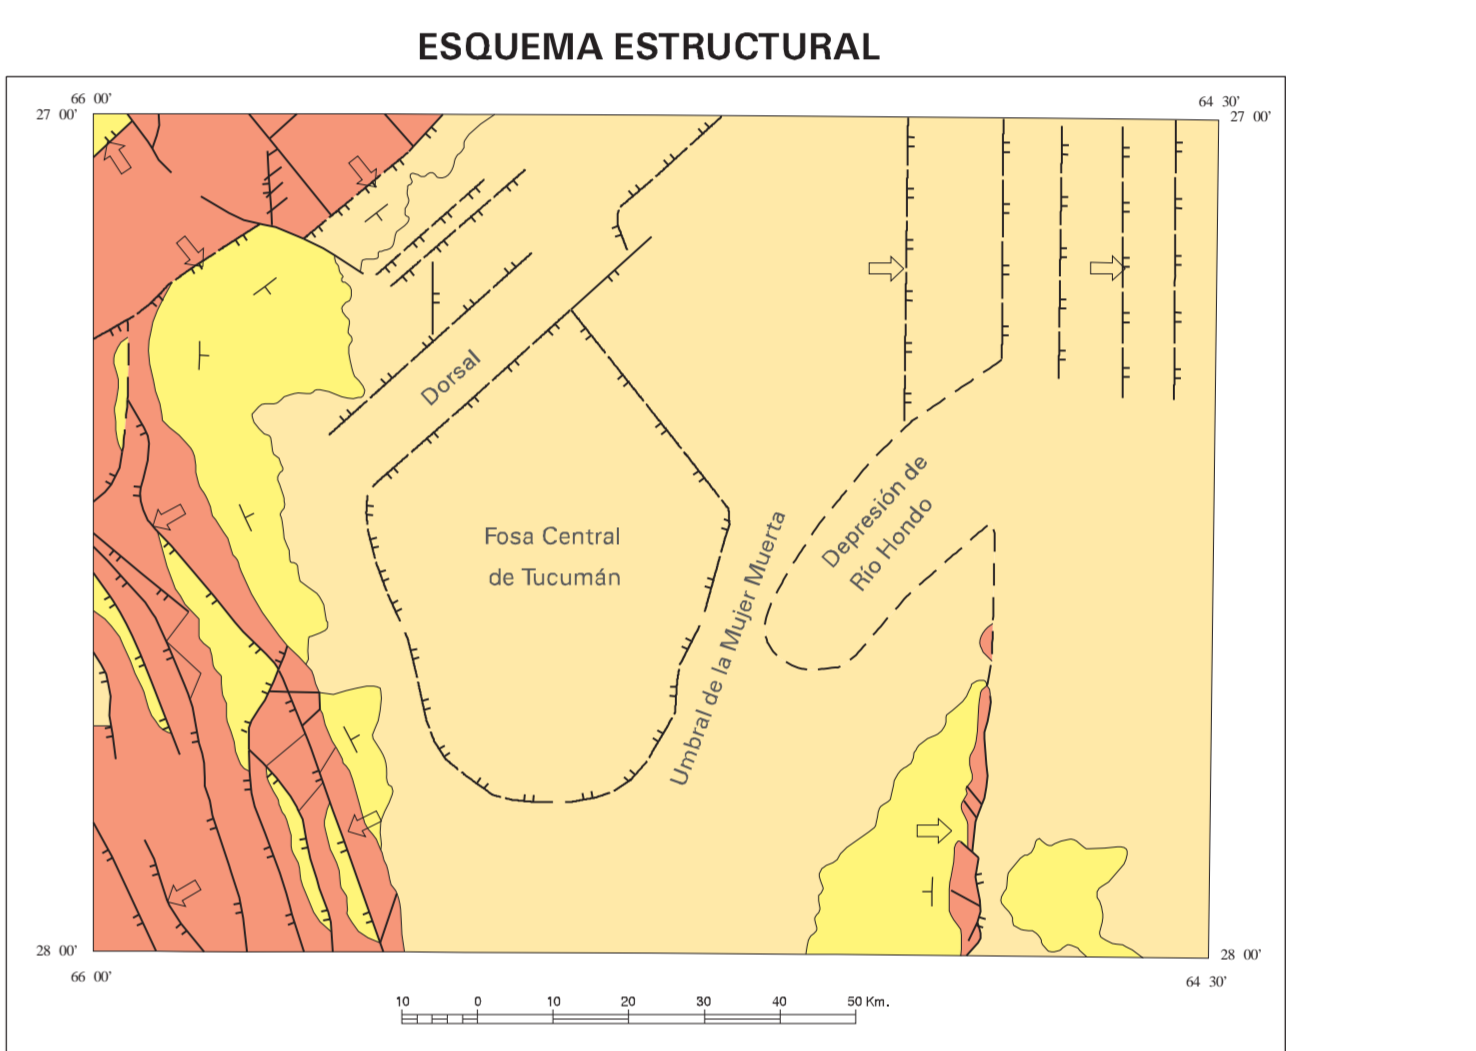 ESQUEMA ESTRUCTURAL
66 00'
64 30'
27 00'
27 00'
Dorsal
Fosa Central
de Tucumán
Depresión de
Río Hondo
Umbral de la Mujer Muerta
28 00'
28 00'
66 00'
64 30'
10 0 10 20 30 40 50 Km.